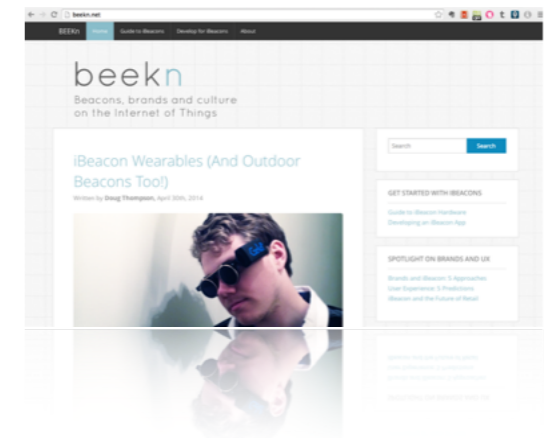 beekn.net
BEEKn Home Guide to iBeacons Develop for iBeacons About
beekn
Beacons, brands and culture
on the Internet of Things
iBeacon Wearables (And Outdoor
Beacons Too!)
Written by Doug Thompson, April 30th, 2014
Search Search
GET STARTED WITH IBEACONS
Guide to iBeacon Hardware
Developing an iBeacon App
SPOTLIGHT ON BRANDS AND UX
Brands and iBeacon: 5 Approaches
User Experience: 5 Predictions
iBeacon and the Future of Retail